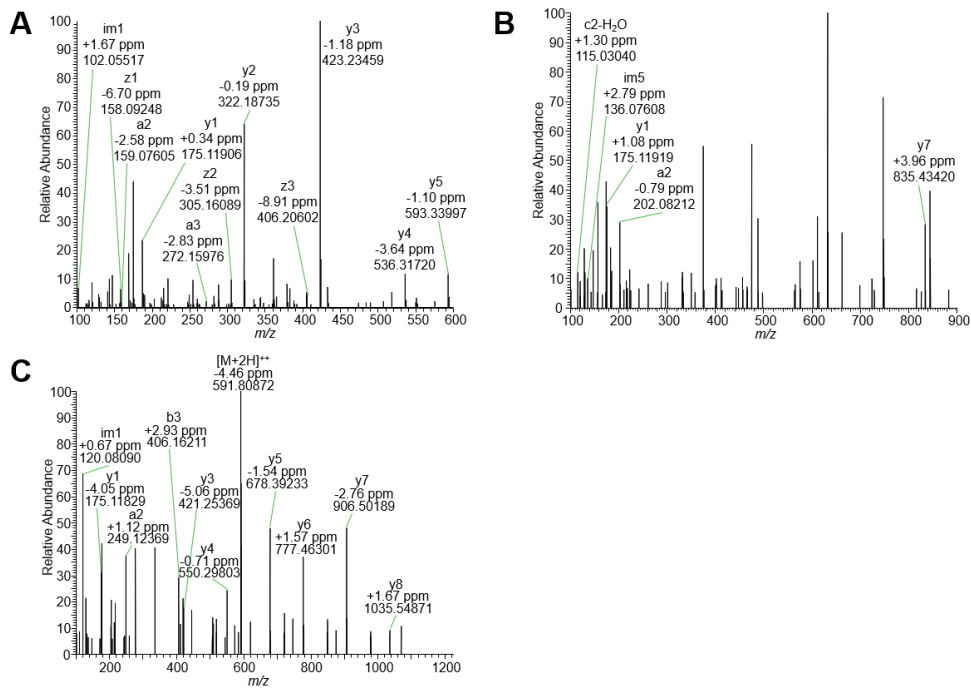 A
im1
+1.67 ppm
102.05517
z1
-6.70 ppm
158.09248
a2
-2.58 ppm
159.07605
y1
+0.34 ppm
175.11906
y2
-0.19 ppm
322.18735
z2
-3.51 ppm
305.16089
a3
-2.83 ppm
272.15976
z3
-8.91 ppm
406.20602
y3
-1.18 ppm
423.23459
y4
-3.64 ppm
536.31720
y5
-1.10 ppm
593.33997
Relative Abundance
100
90
80
70
60
50
40
30
20
10
0
100 150 200 250 300 350 400 450 500 550 600
m/z
B
c2-H₂O
+1.30 ppm
115.03040
im5
+2.79 ppm
136.07608
y1
+1.08 ppm
175.11919
a2
-0.79 ppm
202.08212
y7
+3.96 ppm
835.43420
Relative Abundance
100
90
80
70
60
50
40
30
20
10
0
100 200 300 400 500 600 700 800 900
m/z
C
[M+2H]⁺⁺
-4.46 ppm
591.80872
im1
+0.67 ppm
120.08090
y1
-4.05 ppm
175.11829
a2
+1.12 ppm
249.12369
b3
+2.93 ppm
406.16211
y3
-5.06 ppm
421.25369
y4
-0.71 ppm
550.29803
y5
-1.54 ppm
678.39233
y6
+1.57 ppm
777.46301
y7
-2.76 ppm
906.50189
y8
+1.67 ppm
1035.54871
Relative Abundance
100
90
80
70
60
50
40
30
20
10
0
200 400 600 800 1000 1200
m/z